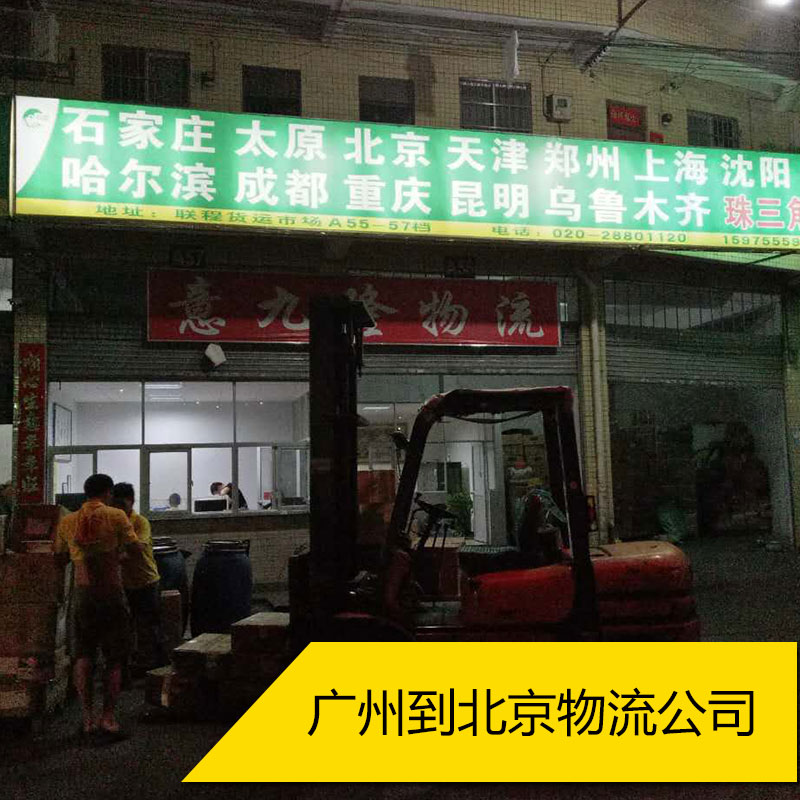 石家庄 太原 北京 天津 郑州 上海 沈阳
哈尔滨 成都 重庆 昆明 乌鲁木齐 珠三角
地址：联程货运市场A55-57档 电话：020-28801120 15975559
意九隆物流
广州到北京物流公司